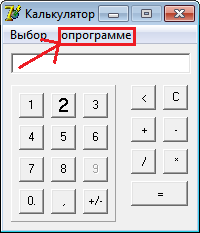 Калькулятор
Выбор опрограмме
1 2 3 < C
4 5 6 + -
7 8 9 / *
0. , +/- =